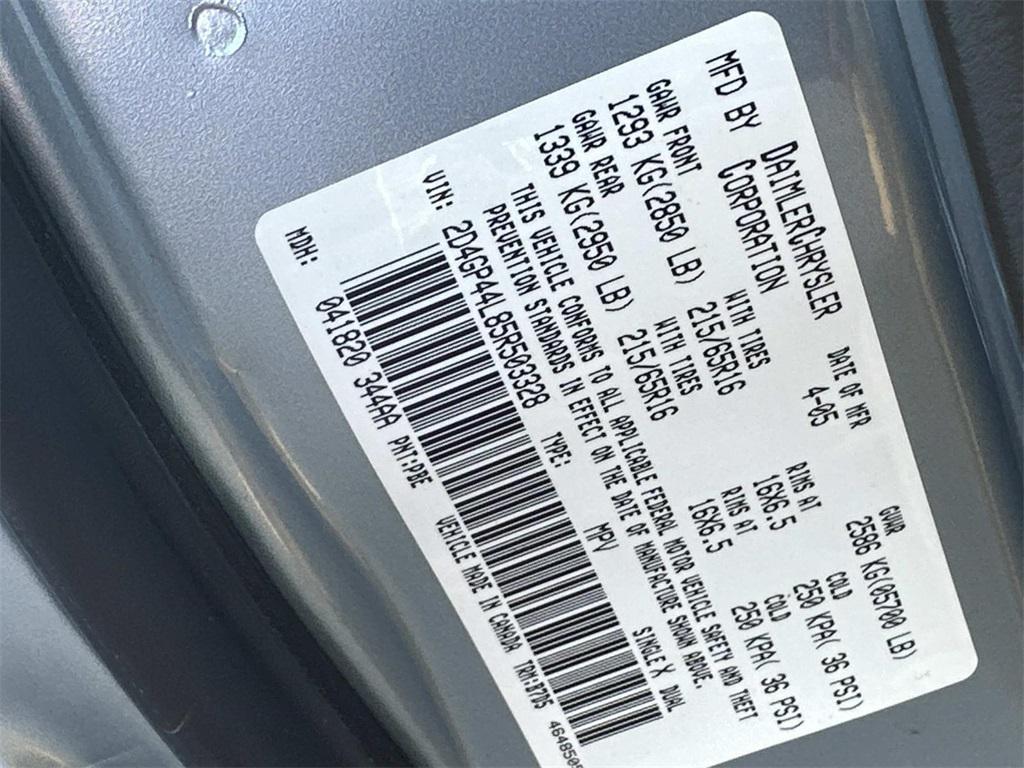 MFD BY DAIMLERCHRYSLER CORPORATION DATE OF MFR 4-05 GVWR 2586 KG(05700 LB)
GAWR FRONT WITH TIRES RIMS AT COLD
1293 KG(2850 LB) 215/65R16 16X6.5 250 KPA( 36 PSI)
GAWR REAR WITH TIRES RIMS AT COLD
1339 KG(2950 LB) 215/65R16 16X6.5 250 KPA( 36 PSI)
THIS VEHICLE CONFORMS TO ALL APPLICABLE FEDERAL MOTOR VEHICLE SAFETY AND THEFT
PREVENTION STANDARDS IN EFFECT ON THE DATE OF MANUFACTURE SHOWN ABOVE.
VIN: 2D4GP44L85R503328 TYPE: MPV SINGLE X DUAL
MDH: 041820 344AA PNT:PBE VEHICLE MADE IN CANADA TRM:D7D5